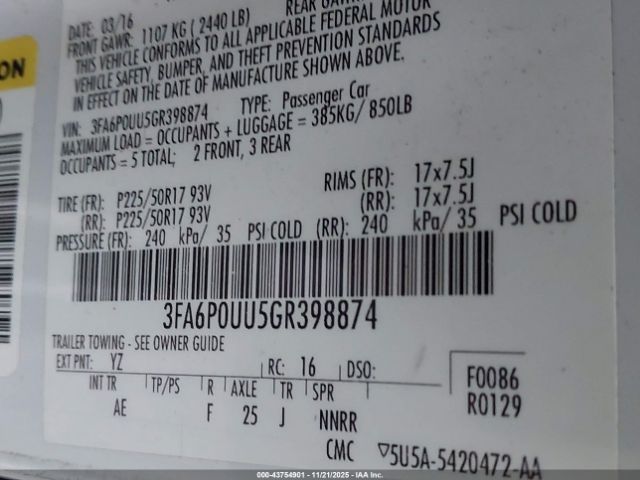 DATE: 03/16
FRONT GAWR: 1107 KG (2440 LB)
THIS VEHICLE CONFORMS TO ALL APPLICABLE FEDERAL MOTOR
VEHICLE SAFETY, BUMPER, AND THEFT PREVENTION STANDARDS
IN EFFECT ON THE DATE OF MANUFACTURE SHOWN ABOVE.
VIN: 3FA6P0UU5GR398874 TYPE: Passenger Car
MAXIMUM LOAD = OCCUPANTS + LUGGAGE = 385KG/ 850LB
OCCUPANTS = 5 TOTAL; 2 FRONT, 3 REAR
TIRE (FR): P225/50R17 93V RIMS (FR): 17x7.5J
(RR): P225/50R17 93V (RR): 17x7.5J
PRESSURE (FR): 240 kPa/ 35 PSI COLD (RR): 240 kPa/ 35 PSI COLD
3FA6P0UU5GR398874
TRAILER TOWING - SEE OWNER GUIDE
EXT PNT: YZ RC: 16 DSO:
INT TR TP/PS R AXLE TR SPR
AE F 25 J NNRR
F0086
R0129
CMC ▽5U5A-5420472-AA
000-43754901 - 11/21/2025 - IAAI.com